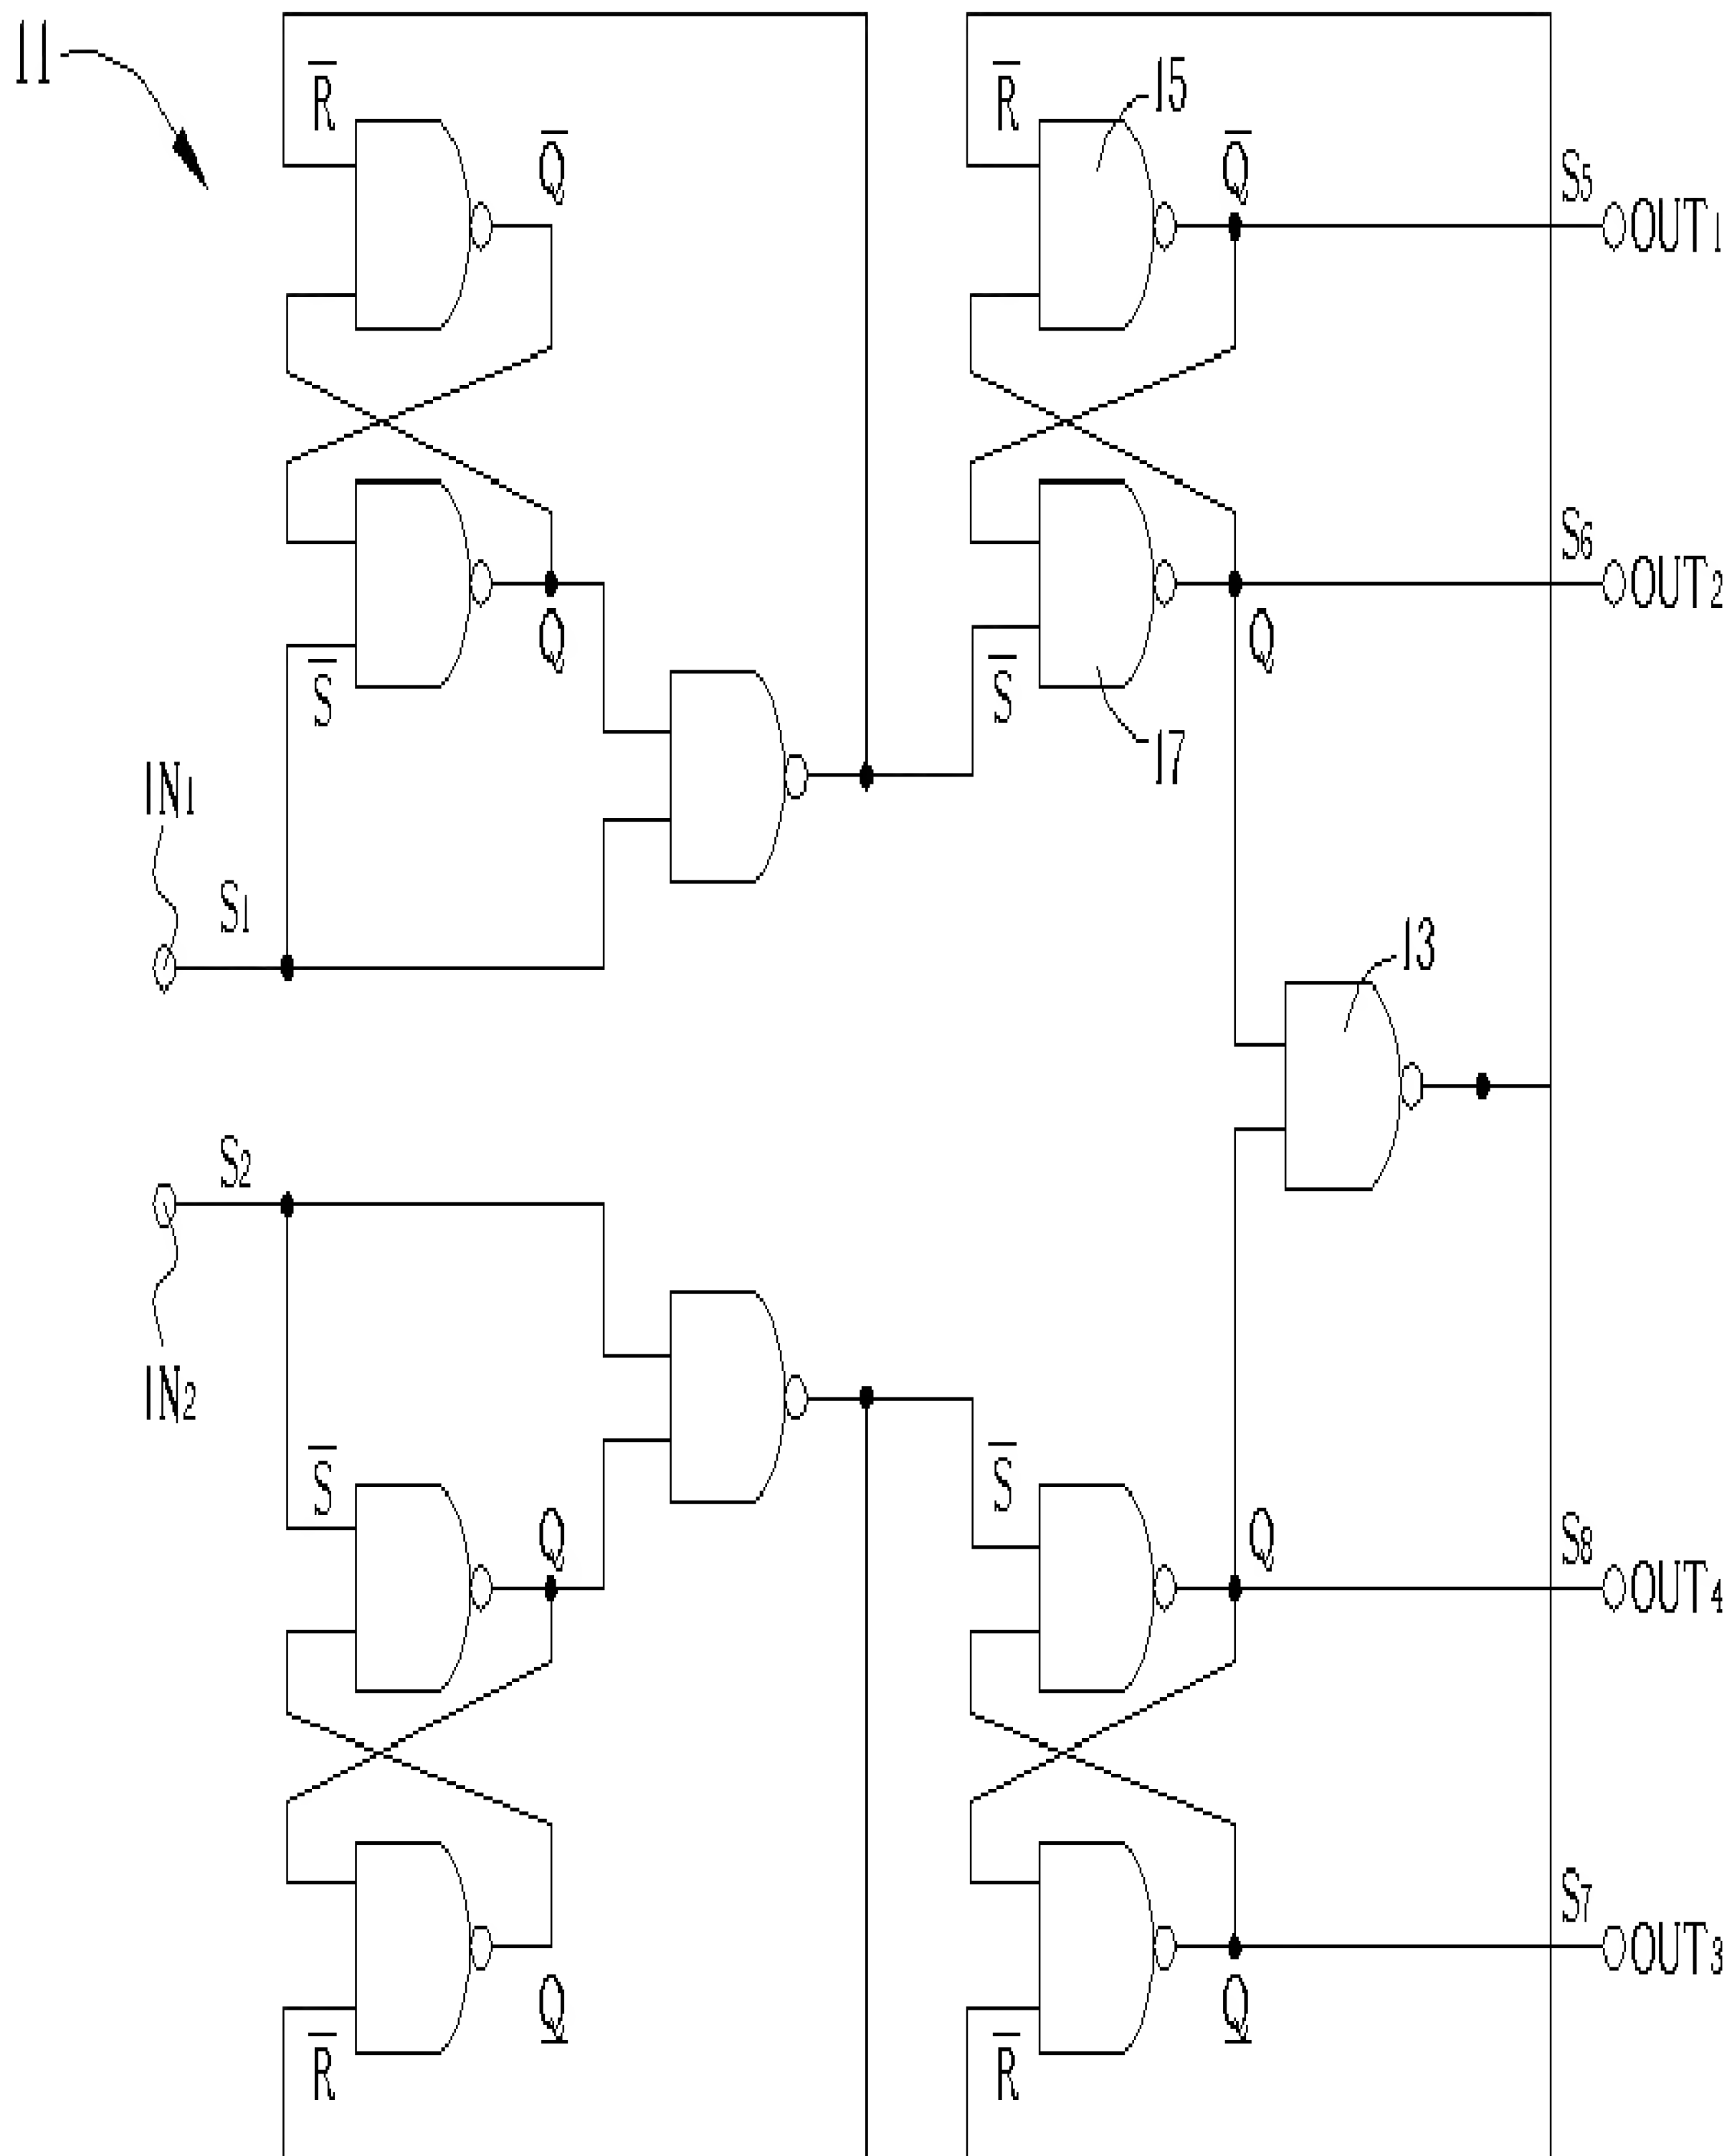 11
R̅
R̅
15
Q̅
Q̅
S5
OUT1
S6
OUT2
S̅
Q
S̅
Q
17
IN1
S1
13
S2
IN2
S̅
Q
S̅
Q
S8
OUT4
S7
OUT3
Q̲
Q̲
R̅
R̅